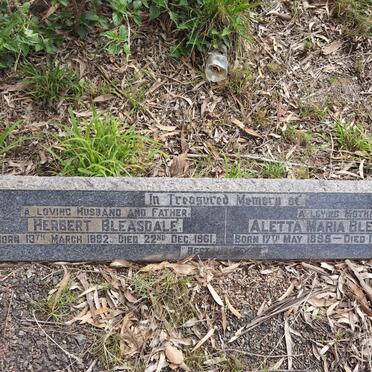 In Treasured Memory of
A Loving Husband and Father
Herbert Bleasdale
Born 13th March 1892. Died 22nd Dec. 1961.
A Loving Mother
Aletta Maria Ble
Born 17th May 1895 Died